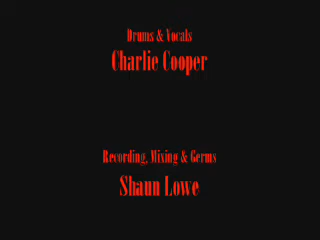 Drums & Vocals
Charlie Cooper
Recording, Mixing & Germs
Shaun Lowe